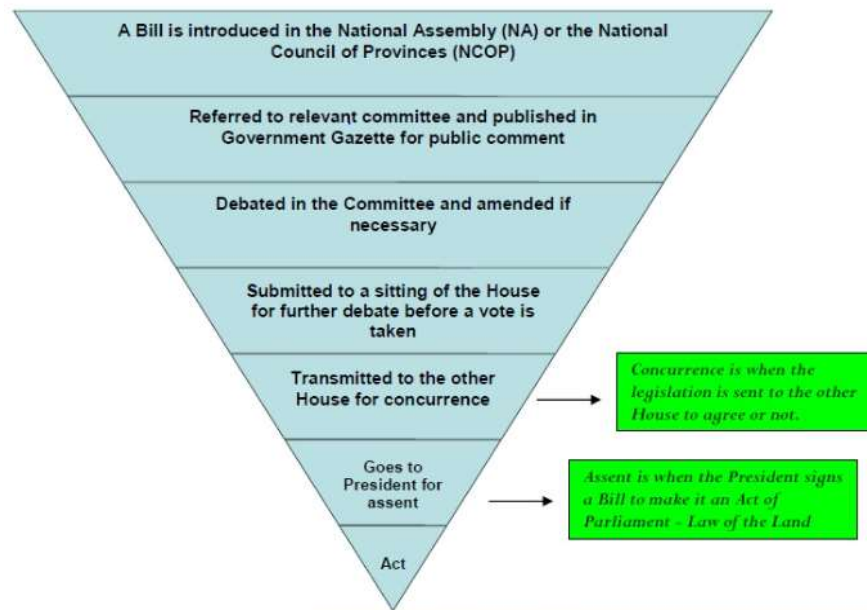 A Bill is introduced in the National Assembly (NA) or the National
Council of Provinces (NCOP)
Referred to relevant committee and published in
Government Gazette for public comment
Debated in the Committee and amended if
necessary
Submitted to a sitting of the House
for further debate before a vote is
taken
Transmitted to the other
House for concurrence
Concurrence is when the
legislation is sent to the other
House to agree or not.
Goes to
President for
assent
Assent is when the President signs
a Bill to make it an Act of
Parliament - Law of the Land
Act